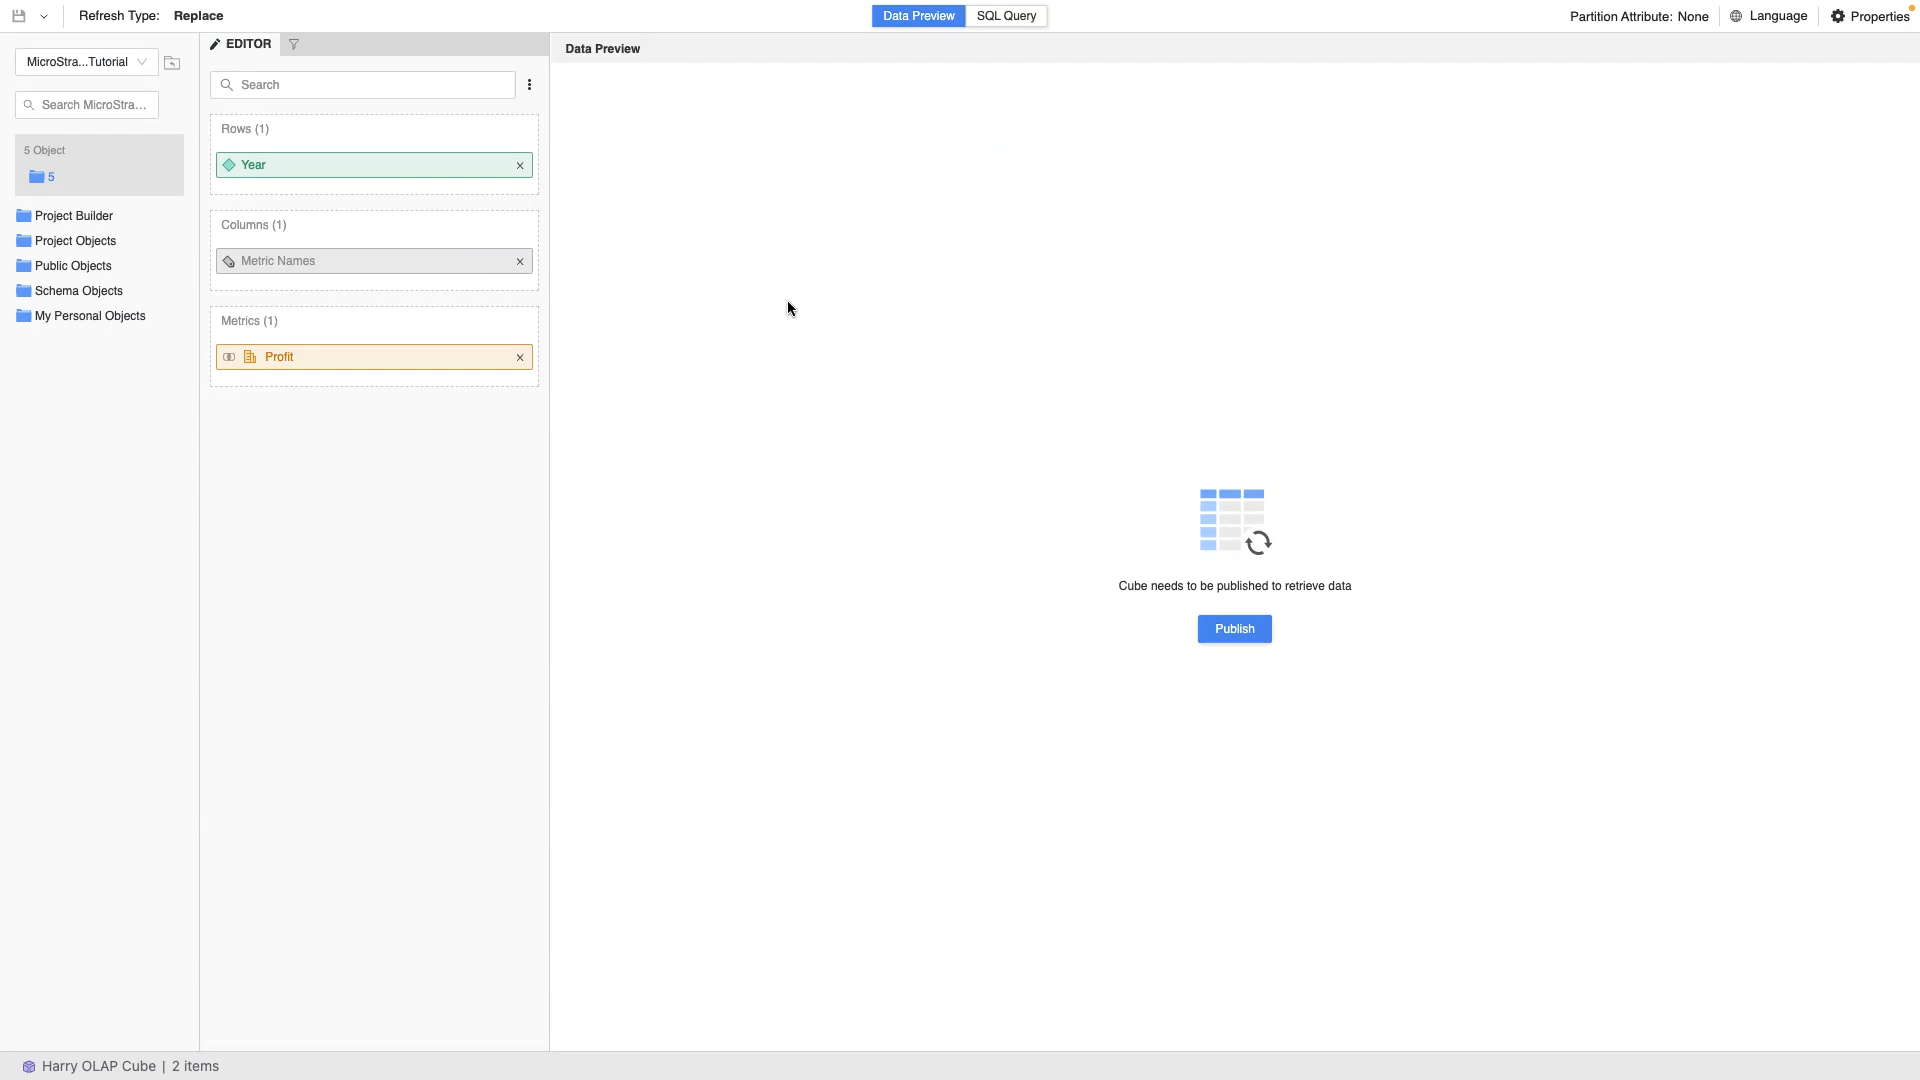 Refresh Type: Replace
Data Preview
SQL Query
Partition Attribute: None
Language
Properties
MicroStra...Tutorial
Search MicroStra...
5 Object
5
Project Builder
Project Objects
Public Objects
Schema Objects
My Personal Objects
EDITOR
Search
Rows (1)
Year
Columns (1)
Metric Names
Metrics (1)
Profit
Data Preview
Cube needs to be published to retrieve data
Publish
Harry OLAP Cube | 2 items